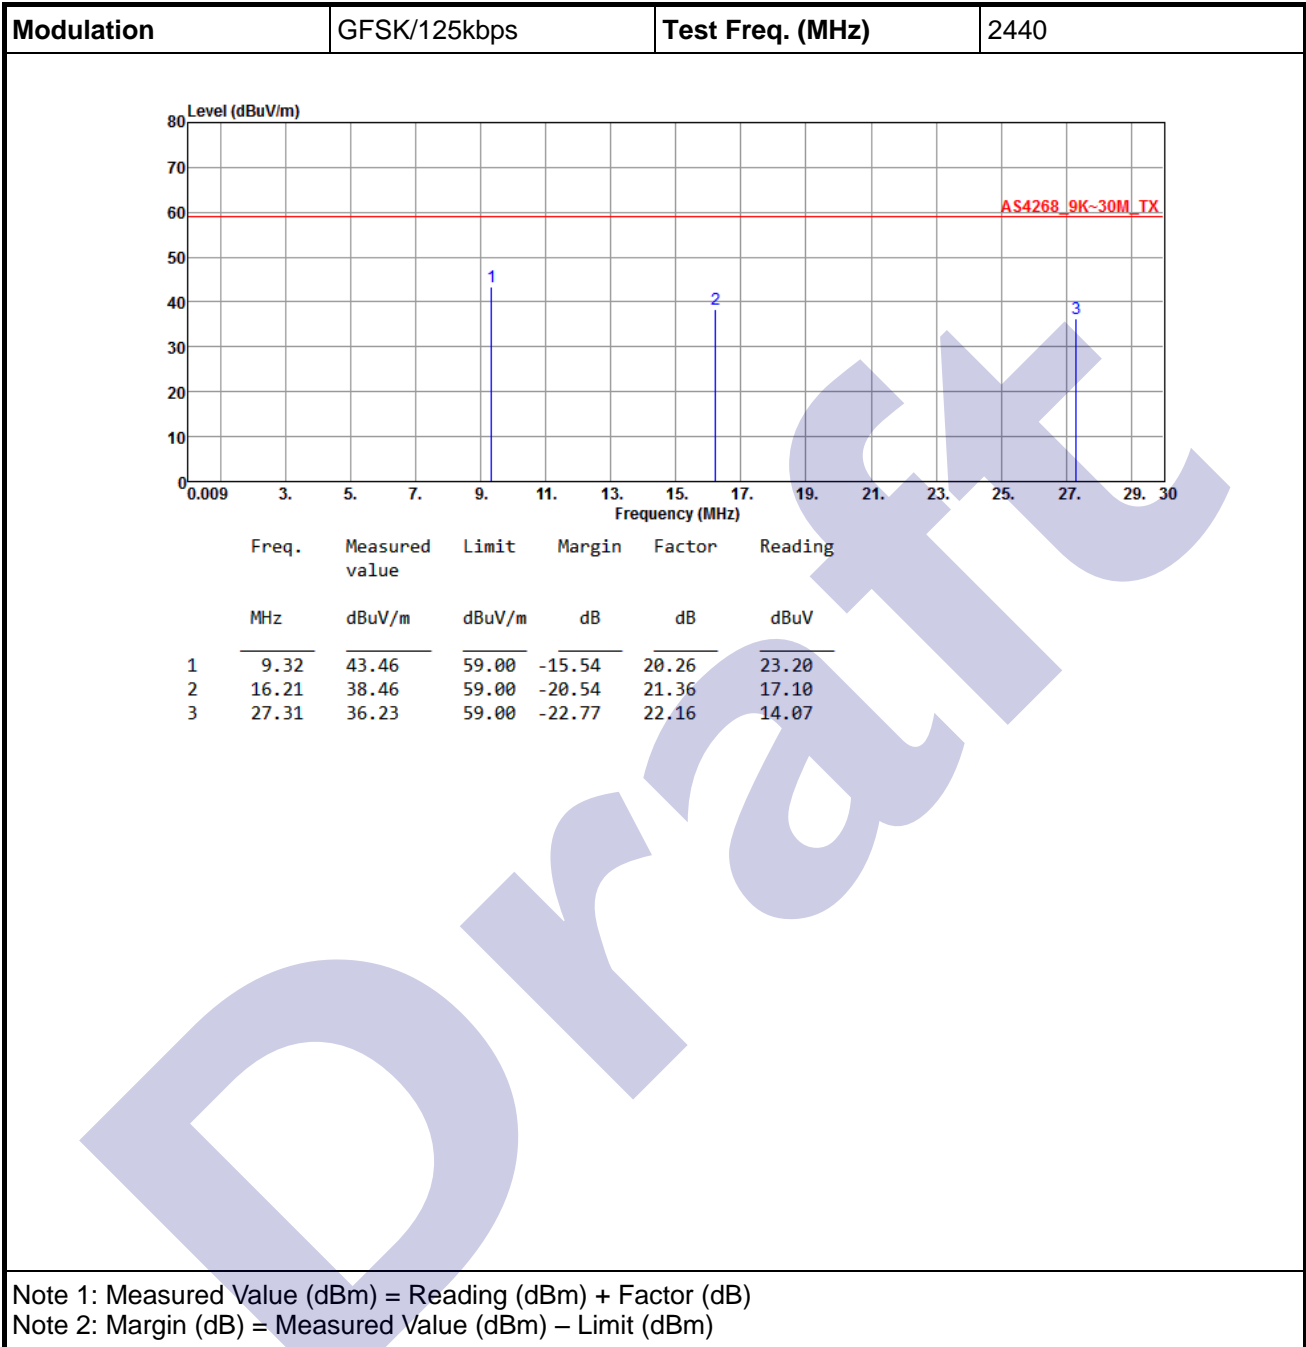 Modulation GFSK/125kbps Test Freq. (MHz) 2440
Level (dBuV/m)
80
70
60
AS4268_9K~30M_TX
50
1
40
2
3
30
20
10
0
0.009 3. 5. 7. 9. 11. 13. 15. 17. 19. 21. 23. 25. 27. 29. 30
Frequency (MHz)
Freq. Measured Limit Margin Factor Reading
value
MHz dBuV/m dBuV/m dB dB dBuV
1 9.32 43.46 59.00 -15.54 20.26 23.20
2 16.21 38.46 59.00 -20.54 21.36 17.10
3 27.31 36.23 59.00 -22.77 22.16 14.07
Draft
Note 1: Measured Value (dBm) = Reading (dBm) + Factor (dB)
Note 2: Margin (dB) = Measured Value (dBm) – Limit (dBm)